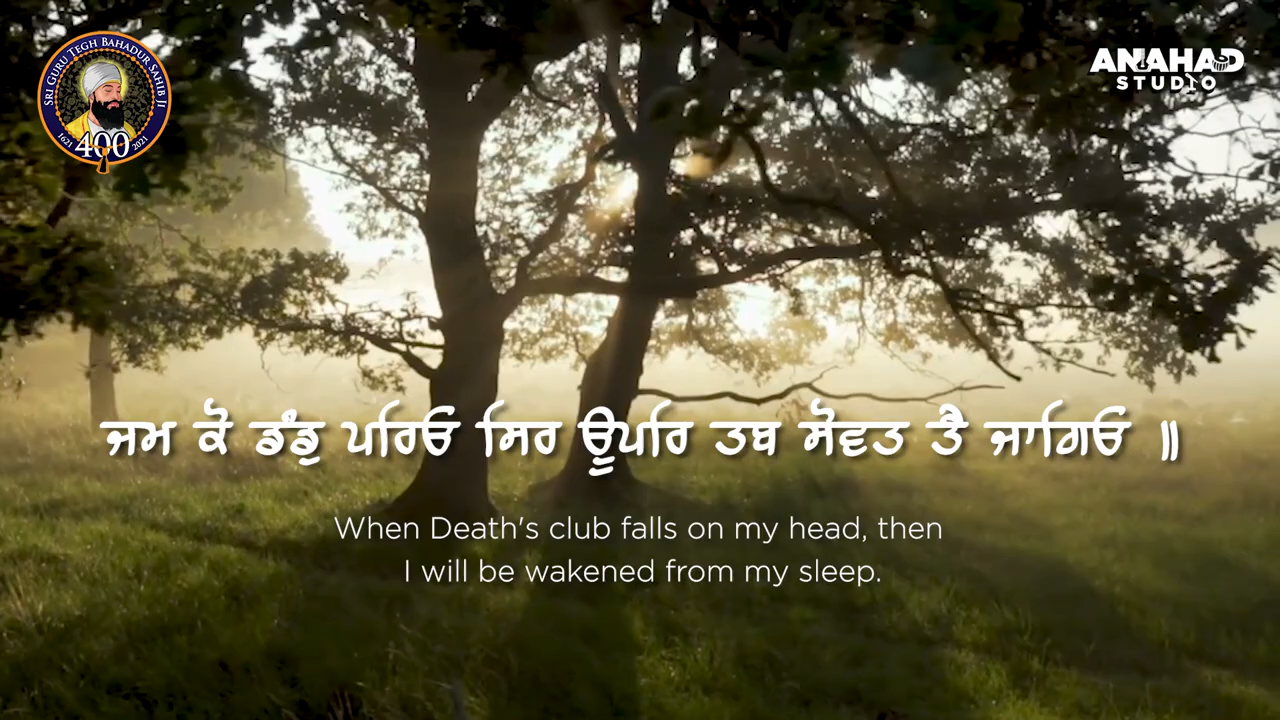 SRI GURU TEGH BAHADUR SAHIB JI
1621 400 2021
ANAHAD
STUDIO
ਜਮ ਕੋ ਡੰਡੁ ਪਰਿਓ ਸਿਰ ਊਪਰਿ ਤਬ ਸੋਵਤ ਤੈ ਜਾਗਿਓ ॥
When Death's club falls on my head, then
I will be wakened from my sleep.